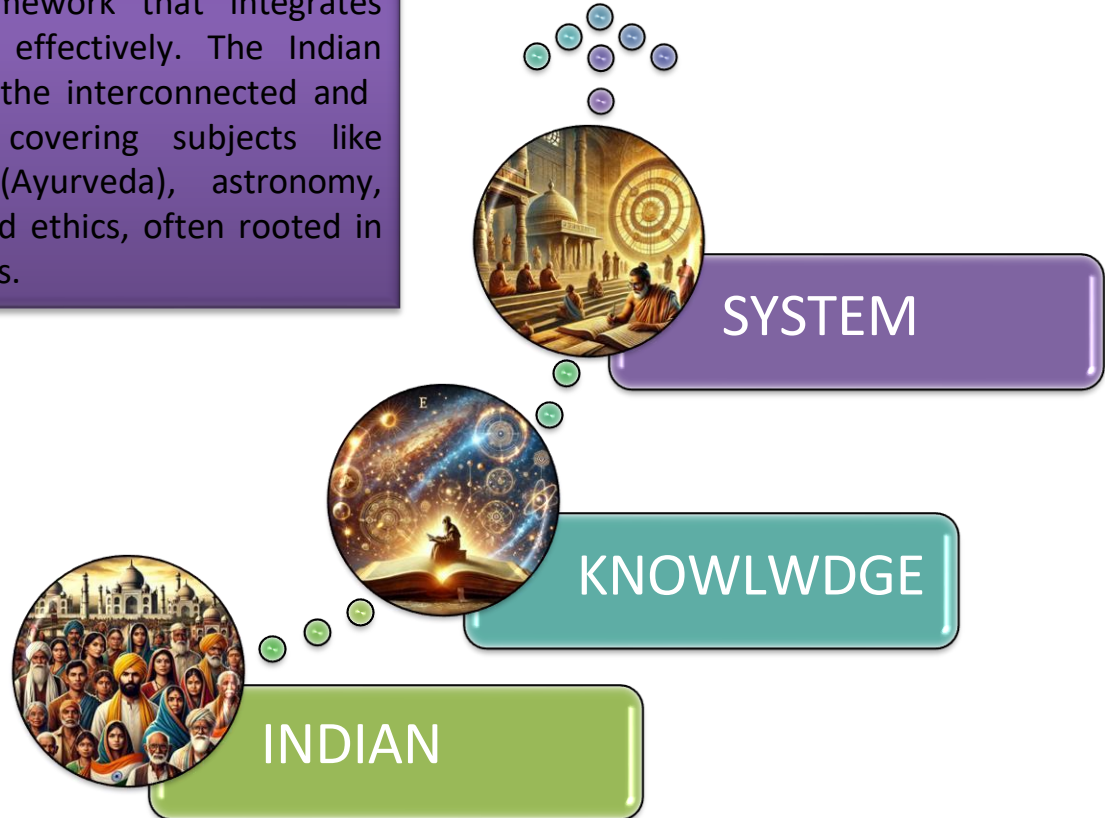 mework that integrates
effectively. The Indian
the interconnected and
covering subjects like
(Ayurveda), astronomy,
d ethics, often rooted in
s.
SYSTEM
E
KNOWLWDGE
INDIAN